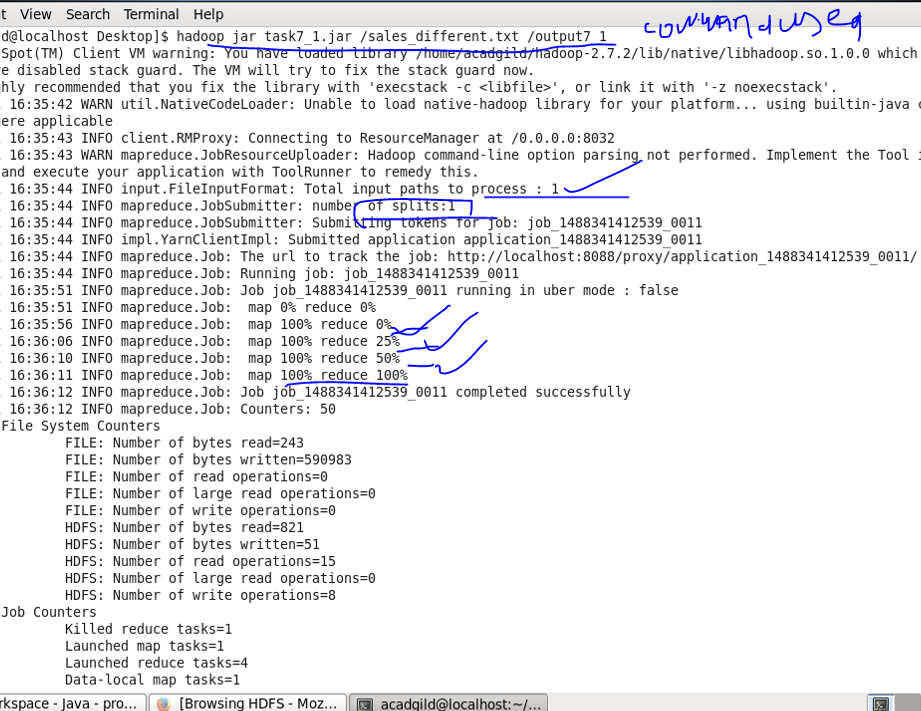 t View Search Terminal Help
command used
d@localhost Desktop]$ hadoop jar task7_1.jar /sales_different.txt /output7_1
Spot(TM) Client VM warning: You have loaded library /home/acadgild/hadoop-2.7.2/lib/native/libhadoop.so.1.0.0 which
re disabled stack guard. The VM will try to fix the stack guard now.
hly recommended that you fix the library with 'execstack -c <libfile>', or link it with '-z noexecstack'.
16:35:42 WARN util.NativeCodeLoader: Unable to load native-hadoop library for your platform... using builtin-java c
ere applicable
16:35:43 INFO client.RMProxy: Connecting to ResourceManager at /0.0.0.0:8032
16:35:43 WARN mapreduce.JobResourceUploader: Hadoop command-line option parsing not performed. Implement the Tool i
and execute your application with ToolRunner to remedy this.
16:35:44 INFO input.FileInputFormat: Total input paths to process : 1
16:35:44 INFO mapreduce.JobSubmitter: number of splits:1
16:35:44 INFO mapreduce.JobSubmitter: Submitting tokens for job: job_1488341412539_0011
16:35:44 INFO impl.YarnClientImpl: Submitted application application_1488341412539_0011
16:35:44 INFO mapreduce.Job: The url to track the job: http://localhost:8088/proxy/application_1488341412539_0011/
16:35:44 INFO mapreduce.Job: Running job: job_1488341412539_0011
16:35:51 INFO mapreduce.Job: Job job_1488341412539_0011 running in uber mode : false
16:35:51 INFO mapreduce.Job: map 0% reduce 0%
16:35:56 INFO mapreduce.Job: map 100% reduce 0%
16:36:06 INFO mapreduce.Job: map 100% reduce 25%
16:36:10 INFO mapreduce.Job: map 100% reduce 50%
16:36:11 INFO mapreduce.Job: map 100% reduce 100%
16:36:12 INFO mapreduce.Job: Job job_1488341412539_0011 completed successfully
16:36:12 INFO mapreduce.Job: Counters: 50
File System Counters
FILE: Number of bytes read=243
FILE: Number of bytes written=590983
FILE: Number of read operations=0
FILE: Number of large read operations=0
FILE: Number of write operations=0
HDFS: Number of bytes read=821
HDFS: Number of bytes written=51
HDFS: Number of read operations=15
HDFS: Number of large read operations=0
HDFS: Number of write operations=8
Job Counters
Killed reduce tasks=1
Launched map tasks=1
Launched reduce tasks=4
Data-local map tasks=1
rkspace - Java - pro... [Browsing HDFS - Moz... acadgild@localhost:~/...